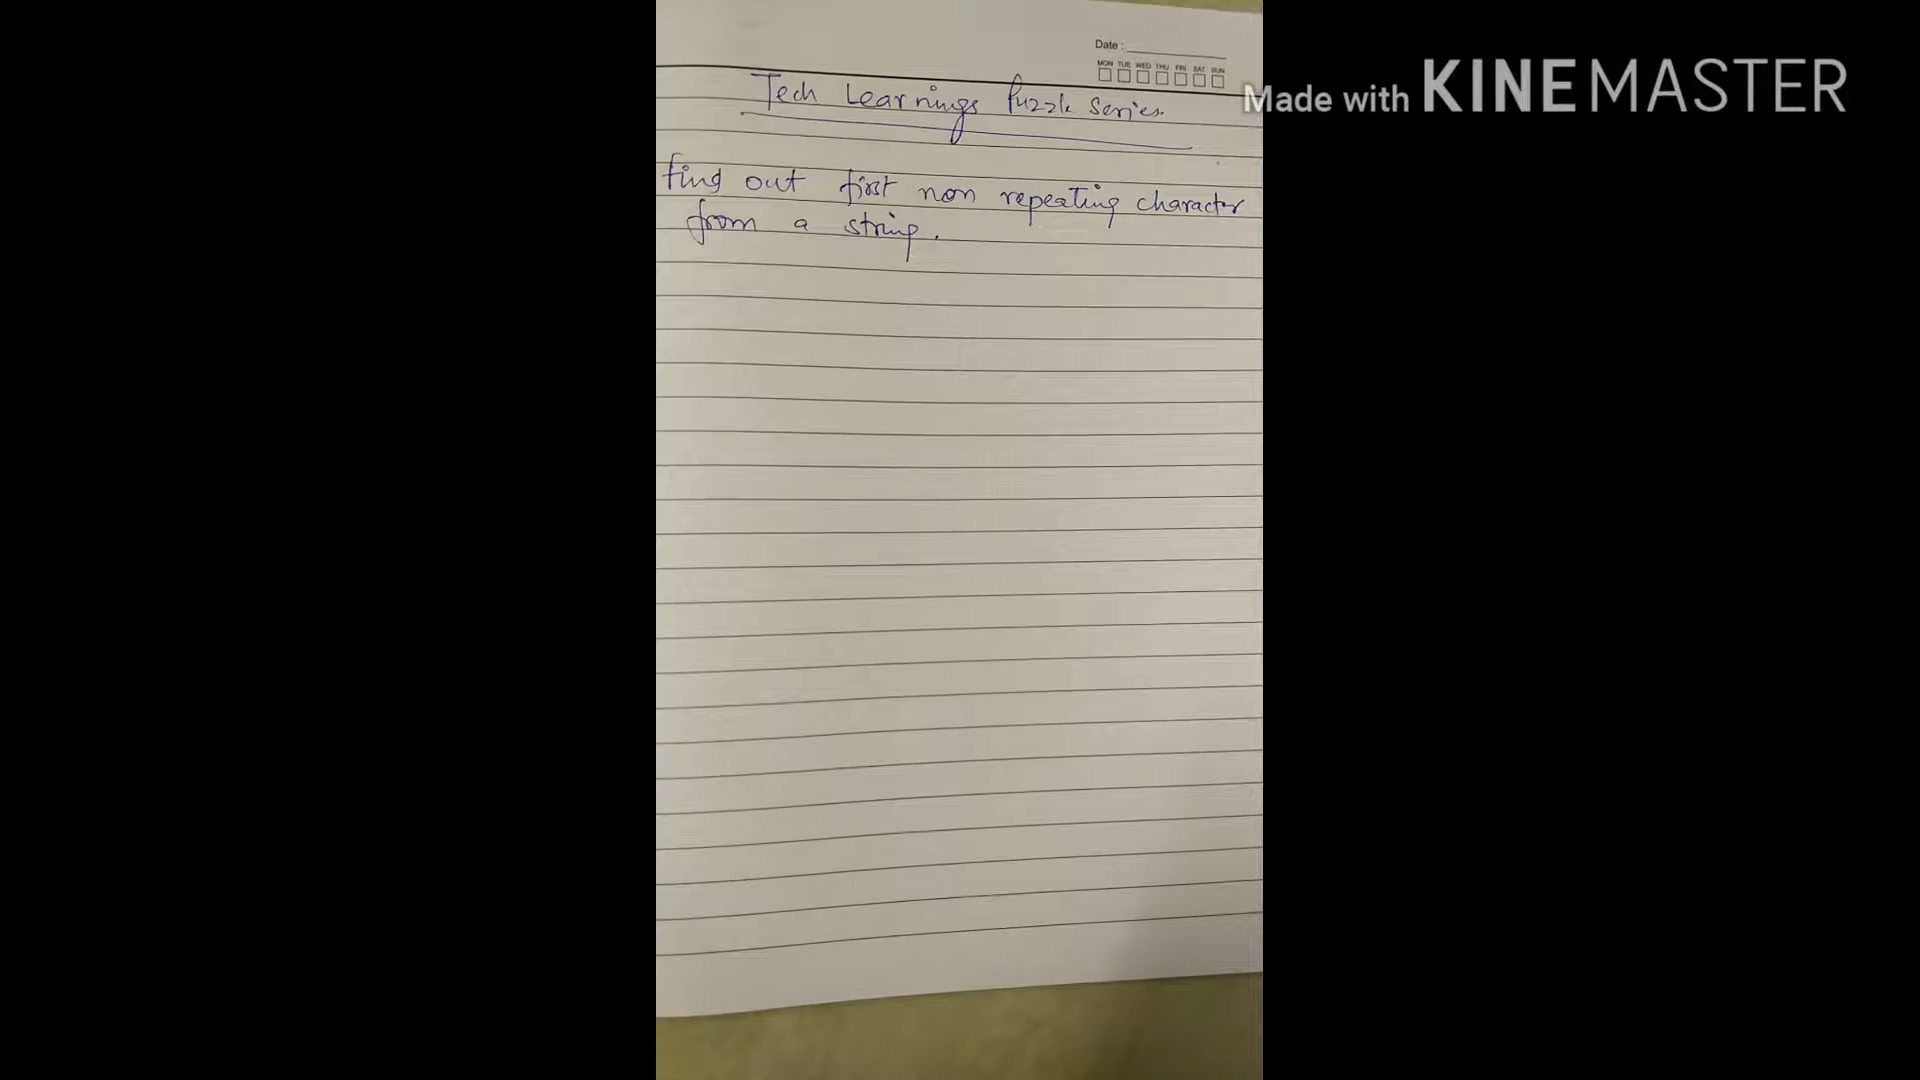 Date :
MON TUE WED THU FRI SAT SUN
Made with KINEMASTER
Tech Learnings Puzzle Series.
find out first non repeating character
from a string.